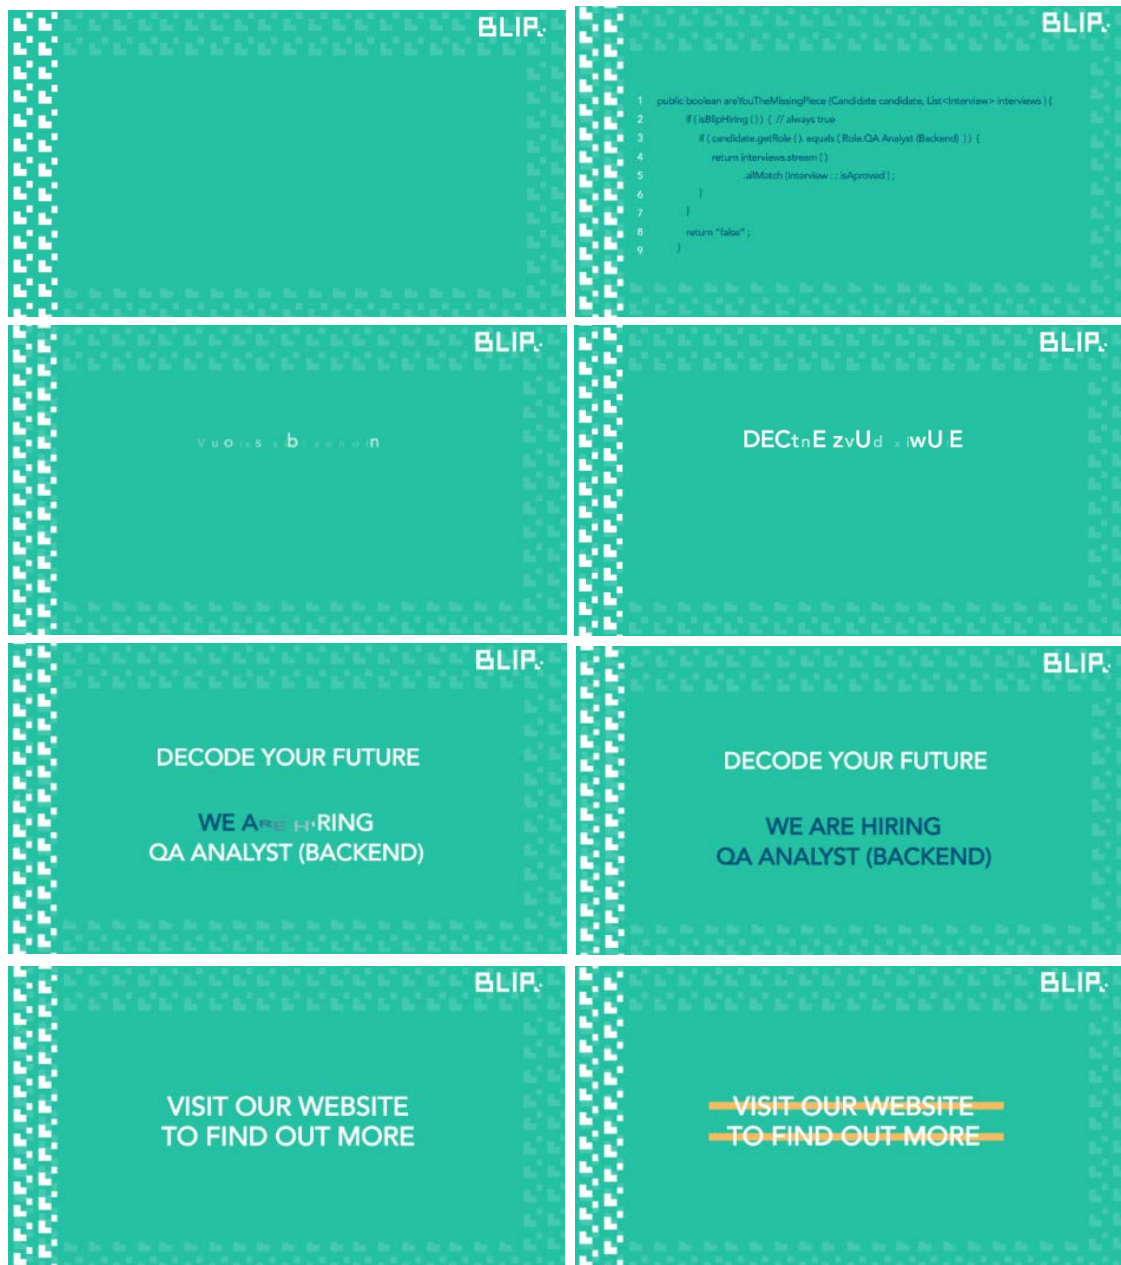 BLIP
BLIP
1 public boolean areYouTheMissingPiece (Candidate candidate, List<Interview> interviews ) {
2 if ( isBlipHiring ( ) ) { // always true
3 if ( candidate.getRole ( ). equals ( Role.QA Analyst (Backend) ) ) {
4 return interviews.stream ( )
5 .allMatch (Interview : : isAproved ) ;
6 }
7 }
8 return "false" ;
9 }
BLIP
BLIP
DECtnE zvUd xiwU E
BLIP
DECODE YOUR FUTURE
WE ARE HIRING
QA ANALYST (BACKEND)
BLIP
DECODE YOUR FUTURE
WE ARE HIRING
QA ANALYST (BACKEND)
BLIP
VISIT OUR WEBSITE
TO FIND OUT MORE
BLIP
VISIT OUR WEBSITE
TO FIND OUT MORE